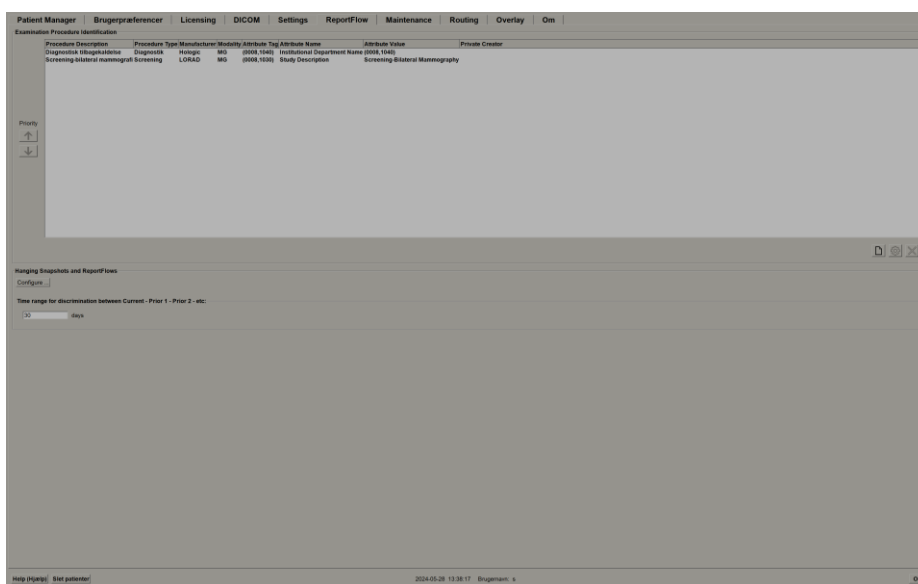 Patient Manager Brugerpræferencer Licensing DICOM Settings ReportFlow Maintenance Routing Overlay Om
Examination Procedure Identification
Procedure Description Procedure Type Manufacturer Modality Attribute Tag Attribute Name Attribute Value Private Creator
Diagnostisk tilbagekaldelse Diagnostik Hologic MG (0008,1040) Institutional Department Name (0008,1040)
Screening-bilateral mammografi Screening LORAD MG (0008,1030) Study Description Screening-Bilateral Mammography
Priority
Hanging Snapshots and ReportFlows
Configure ...
Time range for discrimination between Current - Prior 1 - Prior 2 - etc:
30 days
Help (Hjælp) Slet patienter 2024-05-28 13:38:17 Brugernavn: s